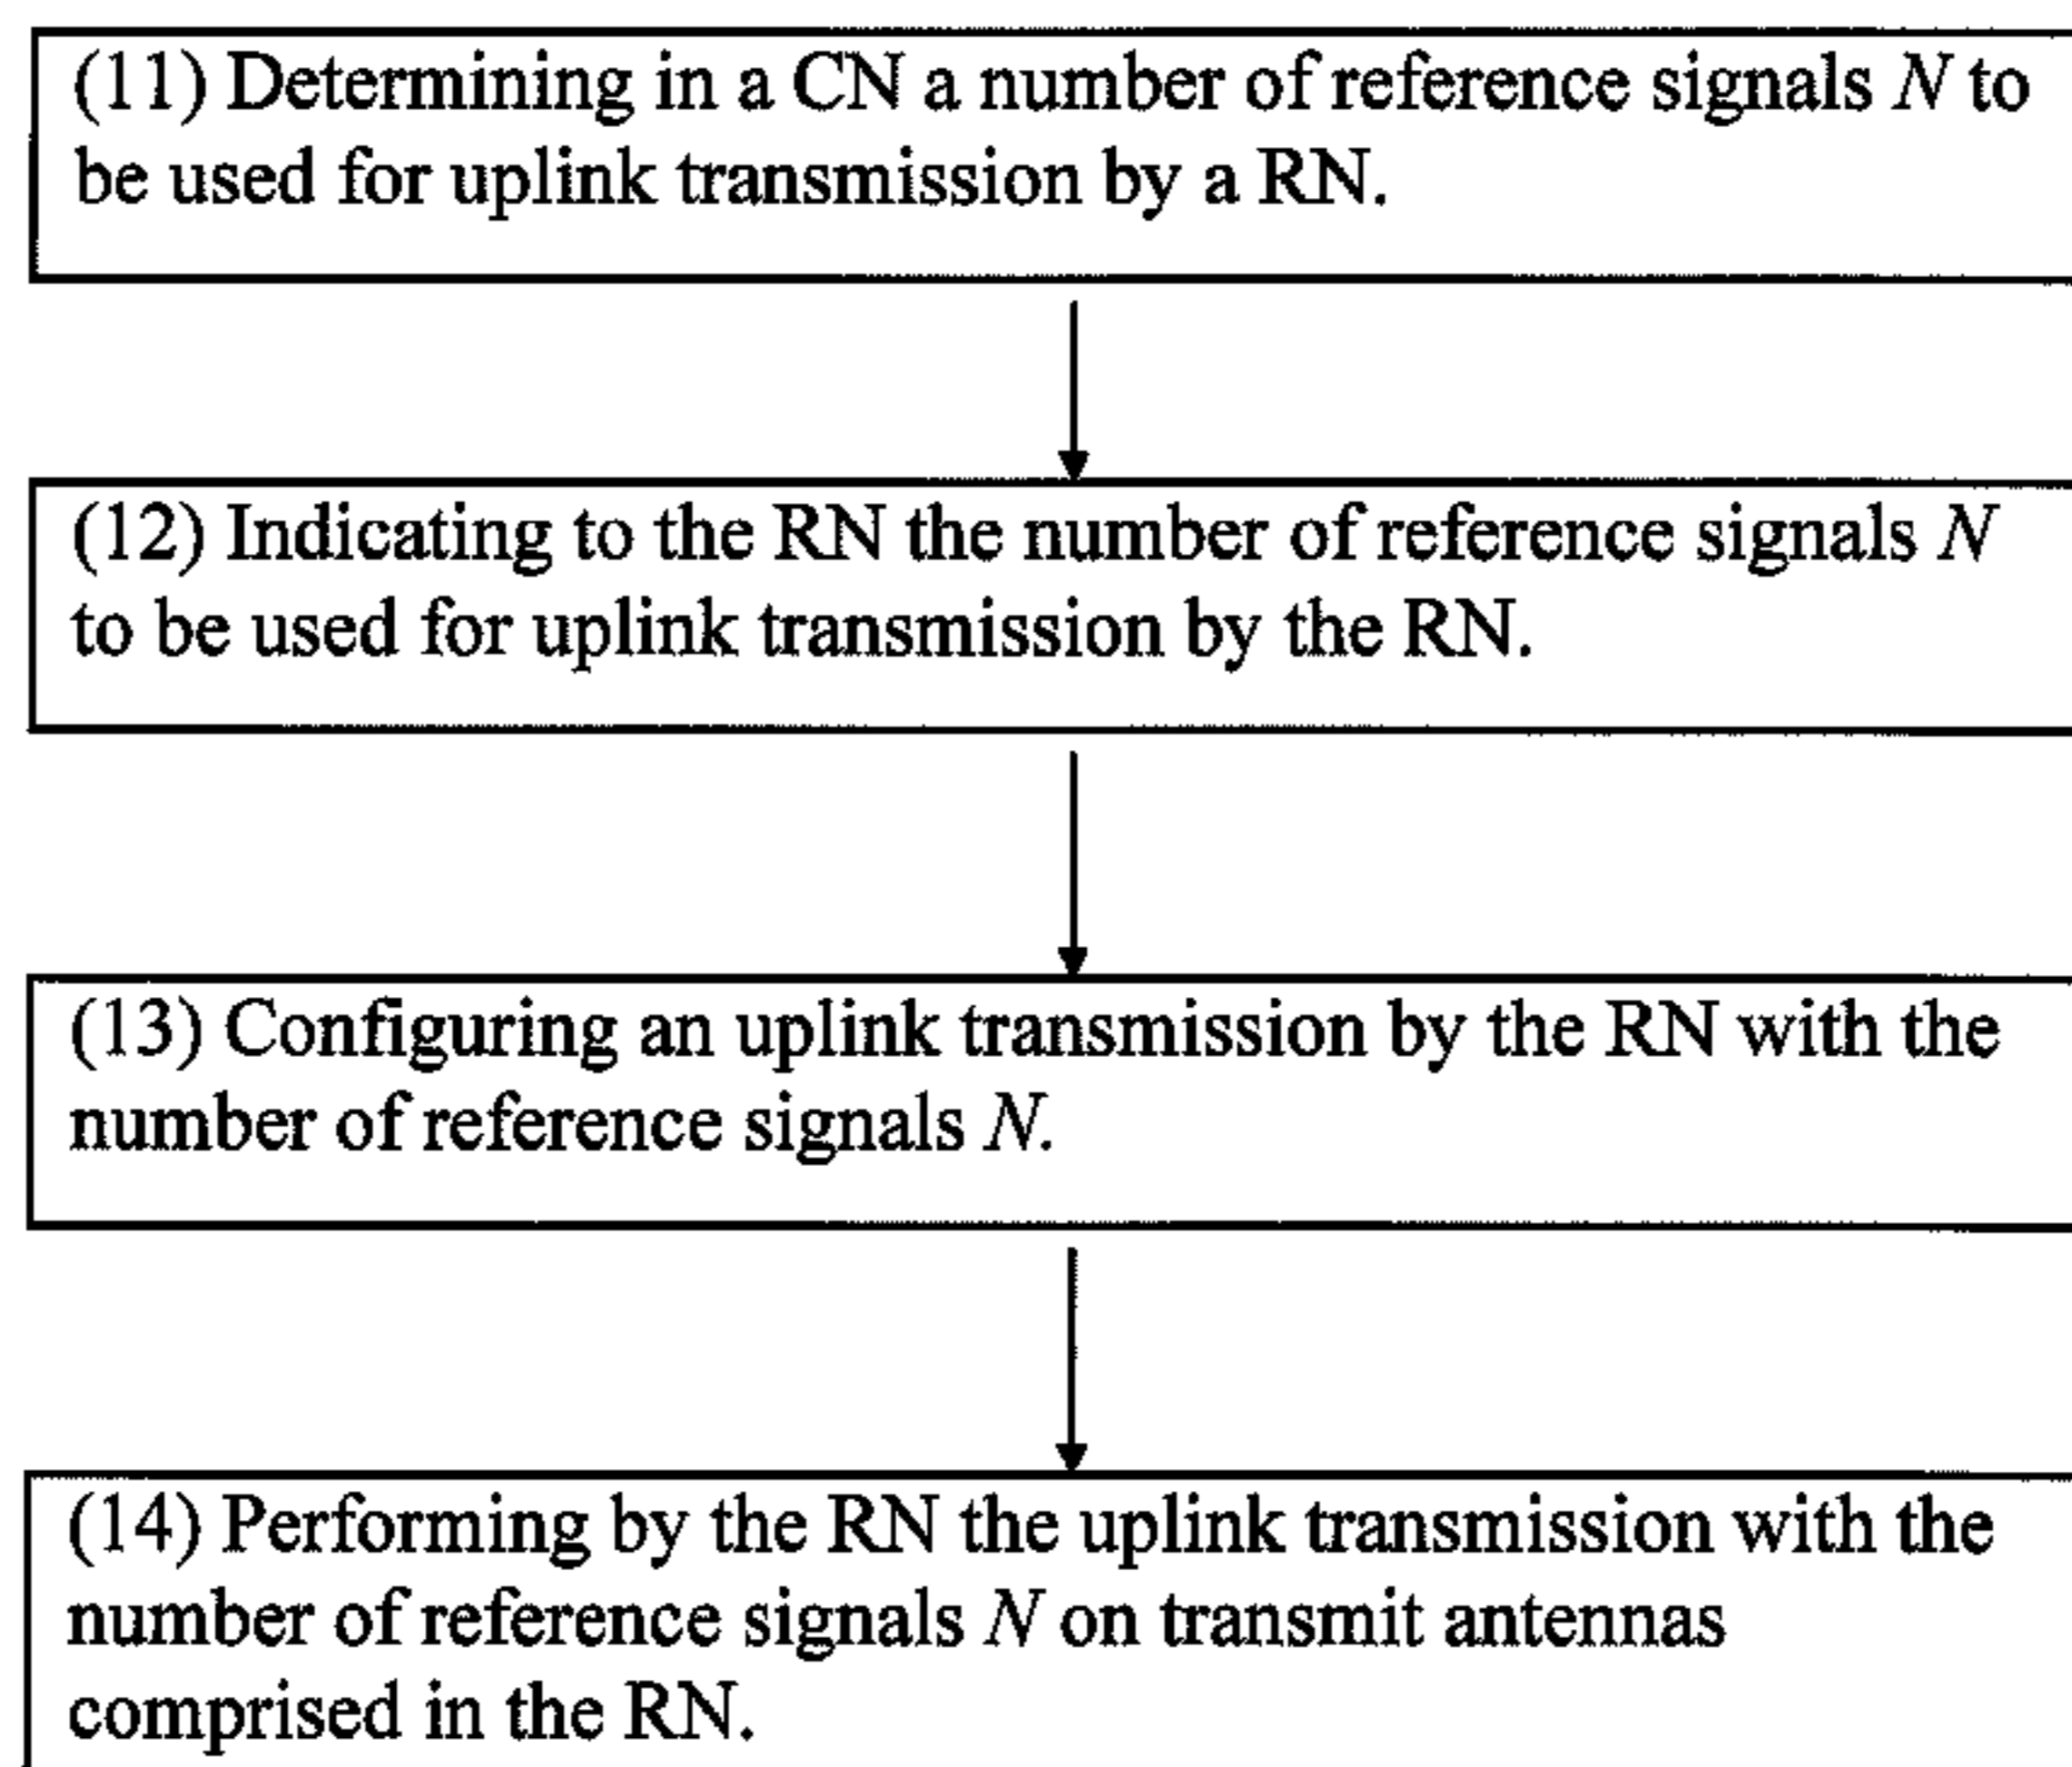 (11) Determining in a CN a number of reference signals N to
be used for uplink transmission by a RN.
(12) Indicating to the RN the number of reference signals N
to be used for uplink transmission by the RN.
(13) Configuring an uplink transmission by the RN with the
number of reference signals N.
(14) Performing by the RN the uplink transmission with the
number of reference signals N on transmit antennas
comprised in the RN.